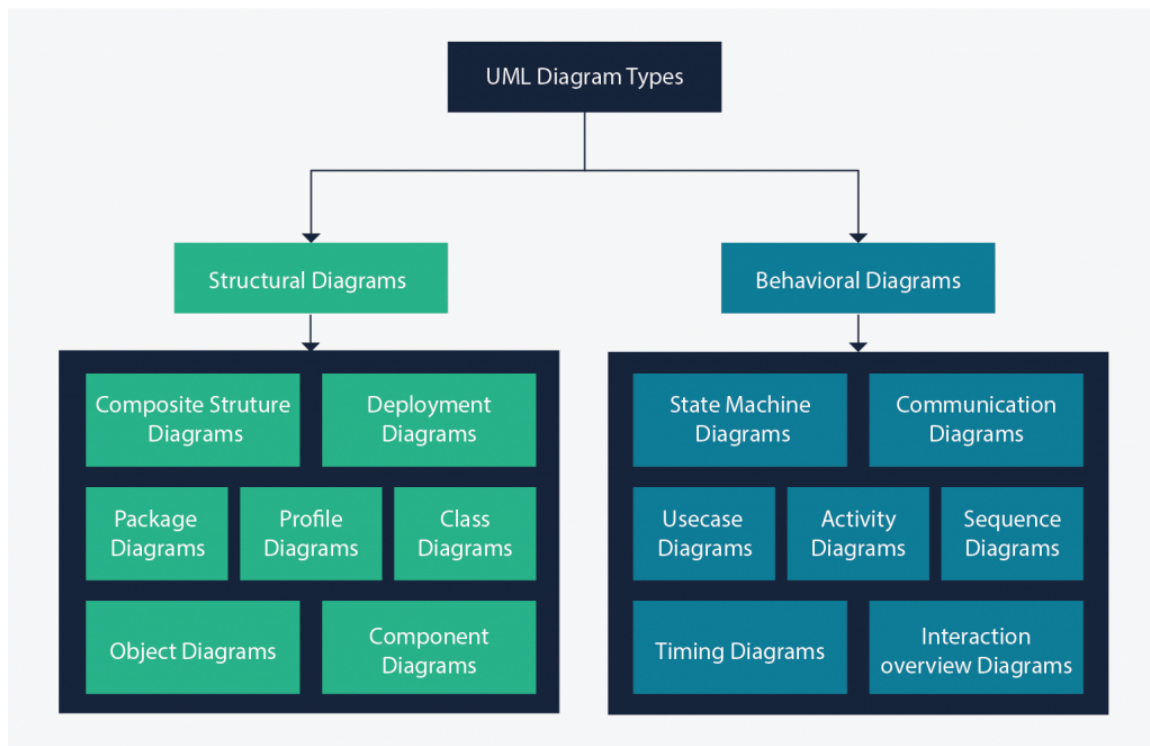 UML Diagram Types
Structural Diagrams
Behavioral Diagrams
Composite Struture
Diagrams
Deployment
Diagrams
Package
Diagrams
Profile
Diagrams
Class
Diagrams
Object Diagrams
Component
Diagrams
State Machine
Diagrams
Communication
Diagrams
Usecase
Diagrams
Activity
Diagrams
Sequence
Diagrams
Timing Diagrams
Interaction
overview Diagrams